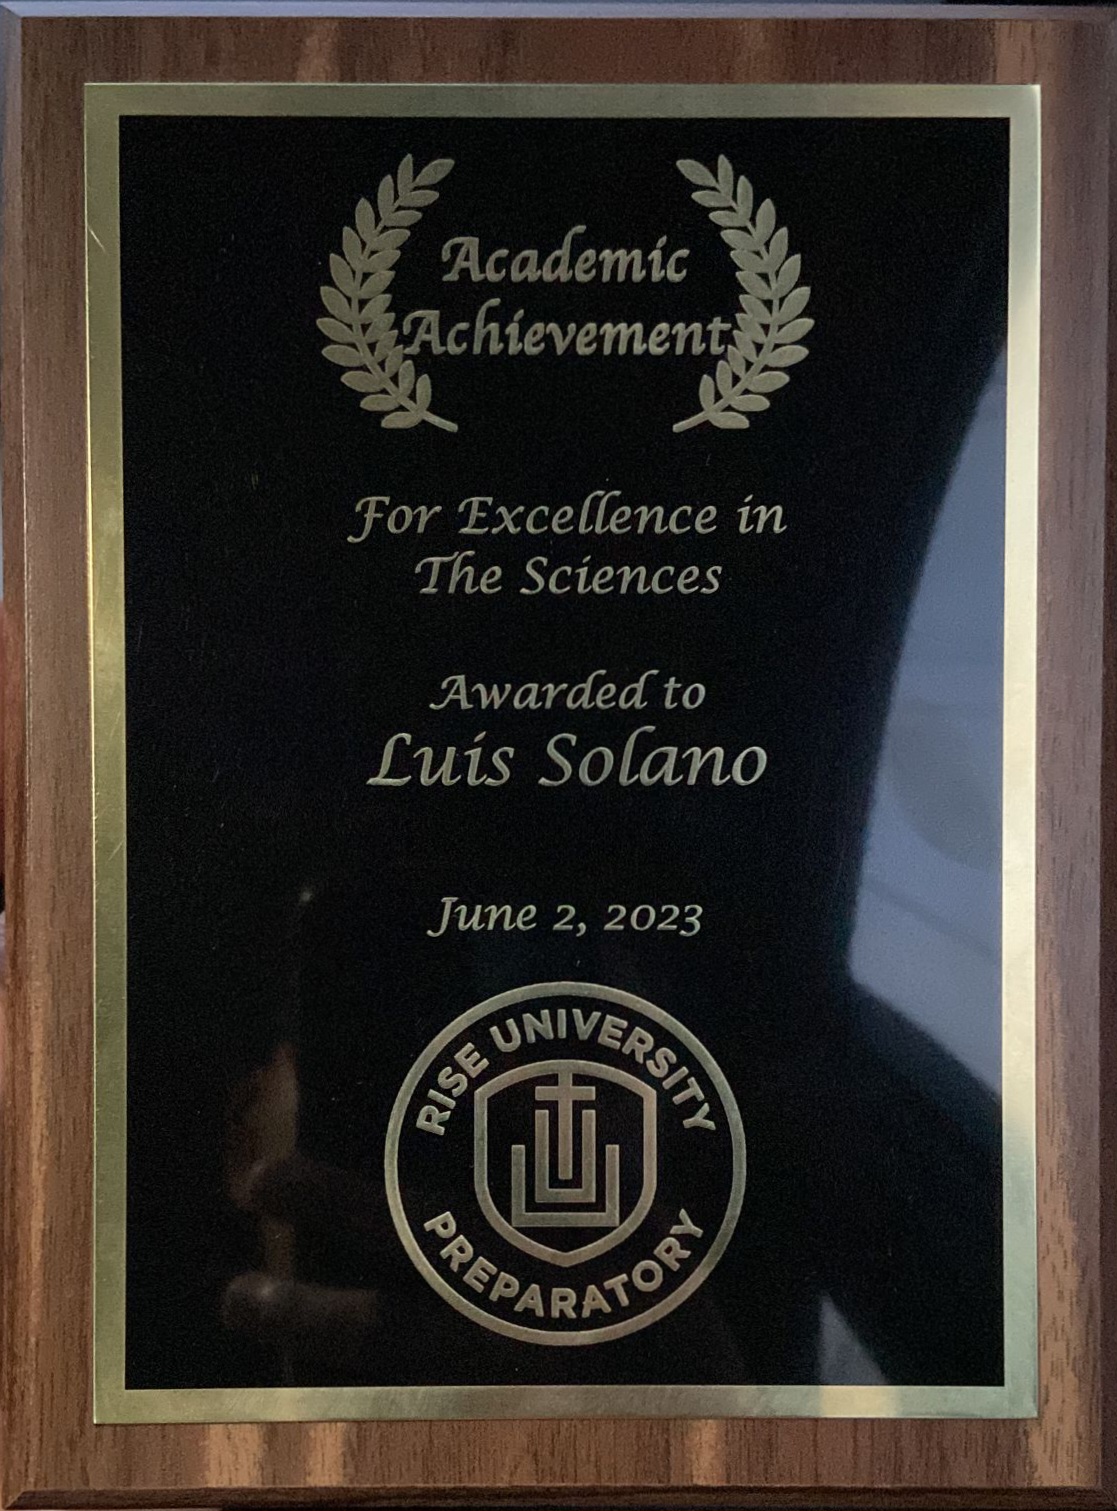 Academic
Achievement
For Excellence in
The Sciences
Awarded to
Luis Solano
June 2, 2023
RISE UNIVERSITY
PREPARATORY